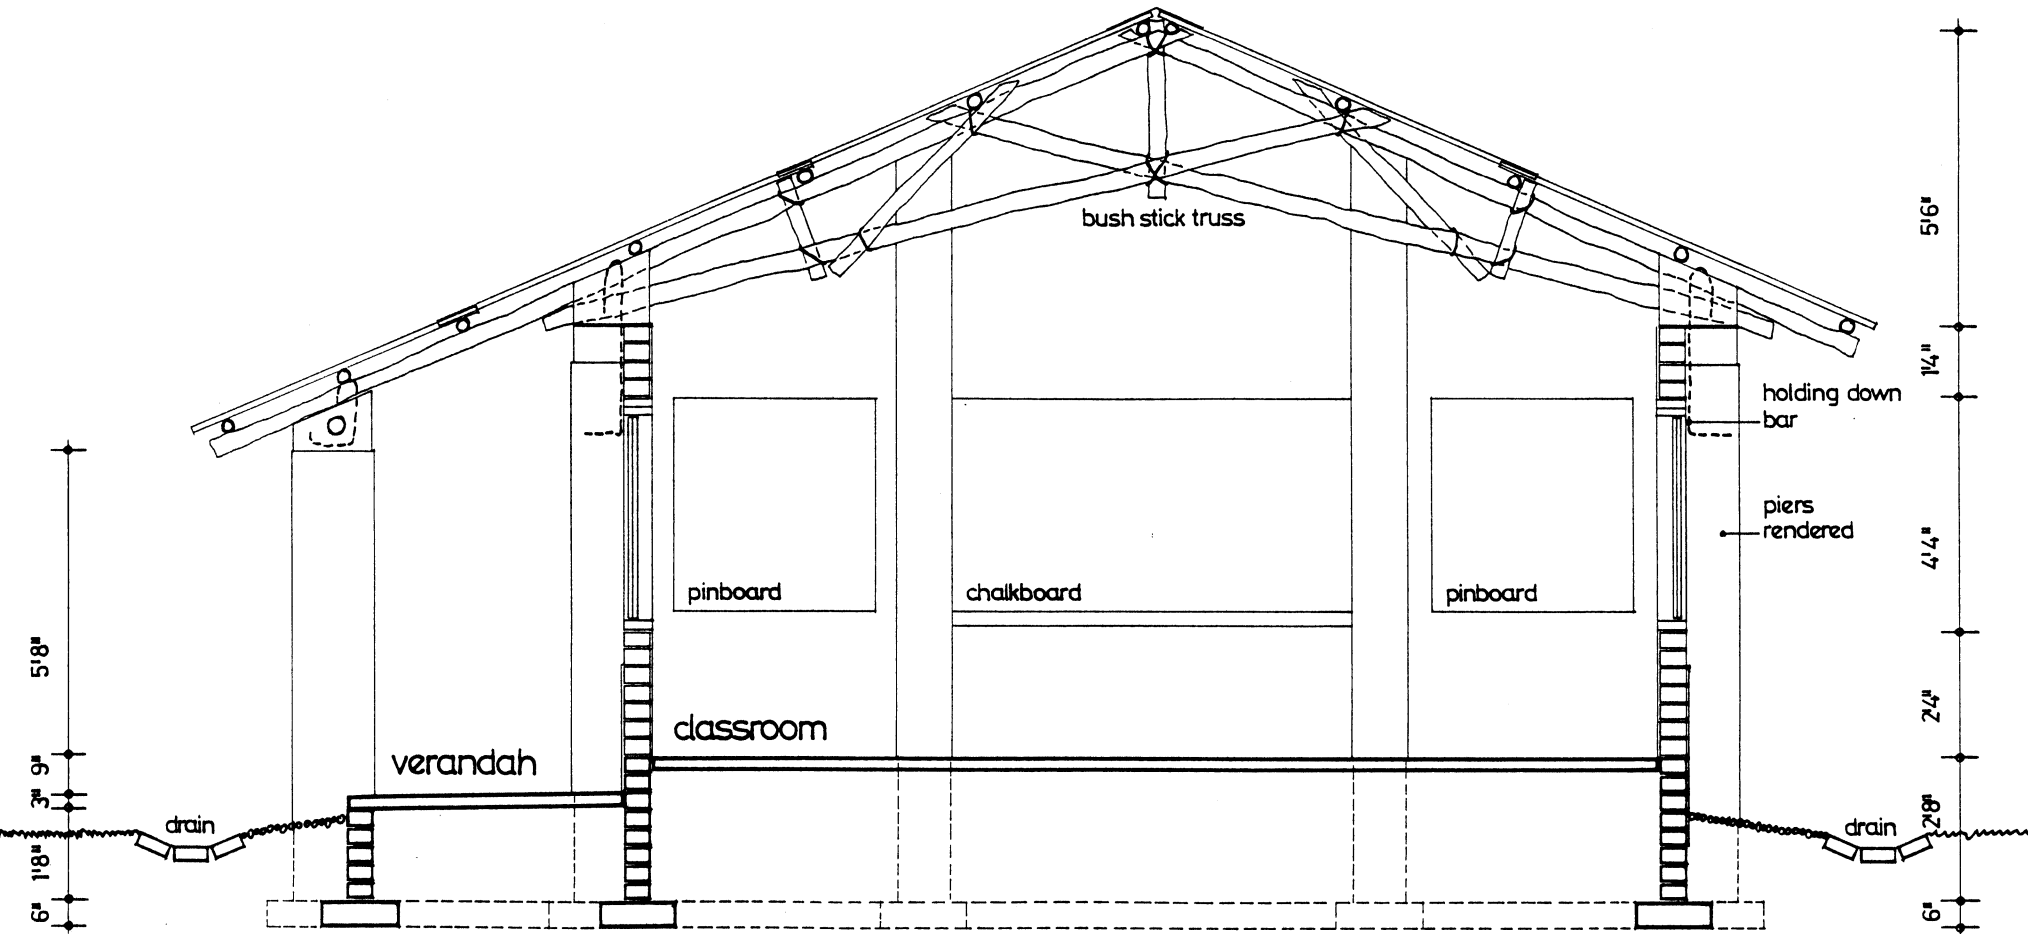 bush stick truss
5'6"
1'4"
holding down
bar
piers
rendered
4'4"
pinboard
chalkboard
pinboard
5'8"
2'4"
classroom
verandah
9"
3"
drain
drain
2'8"
1'8"
6"
6"